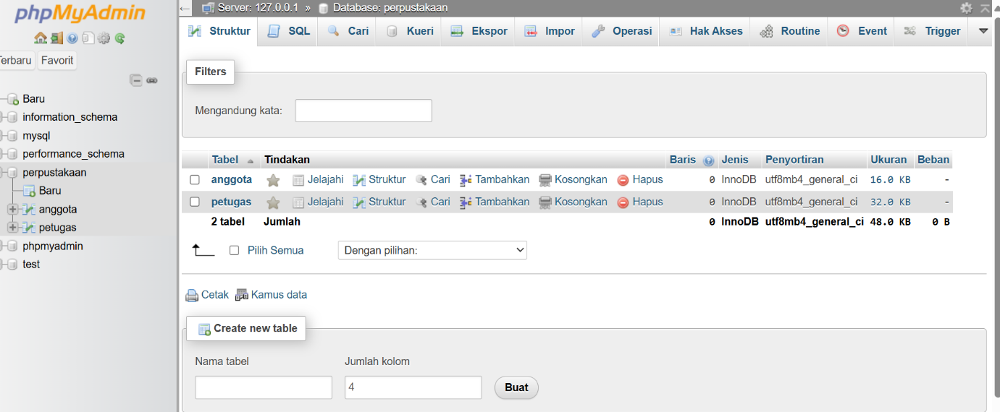 phpMyAdmin
Server: 127.0.0.1 » Database: perpustakaan
Struktur SQL Cari Kueri Ekspor Impor Operasi Hak Akses Routine Event Trigger
Terbaru Favorit
Baru
information_schema
mysql
performance_schema
perpustakaan
Baru
anggota
petugas
phpmyadmin
test
Filters
Mengandung kata:
Tabel Tindakan Baris Jenis Penyortiran Ukuran Beban
anggota Jelajahi Struktur Cari Tambahkan Kosongkan Hapus 0 InnoDB utf8mb4_general_ci 16.0 KB -
petugas Jelajahi Struktur Cari Tambahkan Kosongkan Hapus 0 InnoDB utf8mb4_general_ci 32.0 KB -
2 tabel Jumlah 0 InnoDB utf8mb4_general_ci 48.0 KB 0 B
Pilih Semua Dengan pilihan:
Cetak Kamus data
Create new table
Nama tabel Jumlah kolom
4 Buat